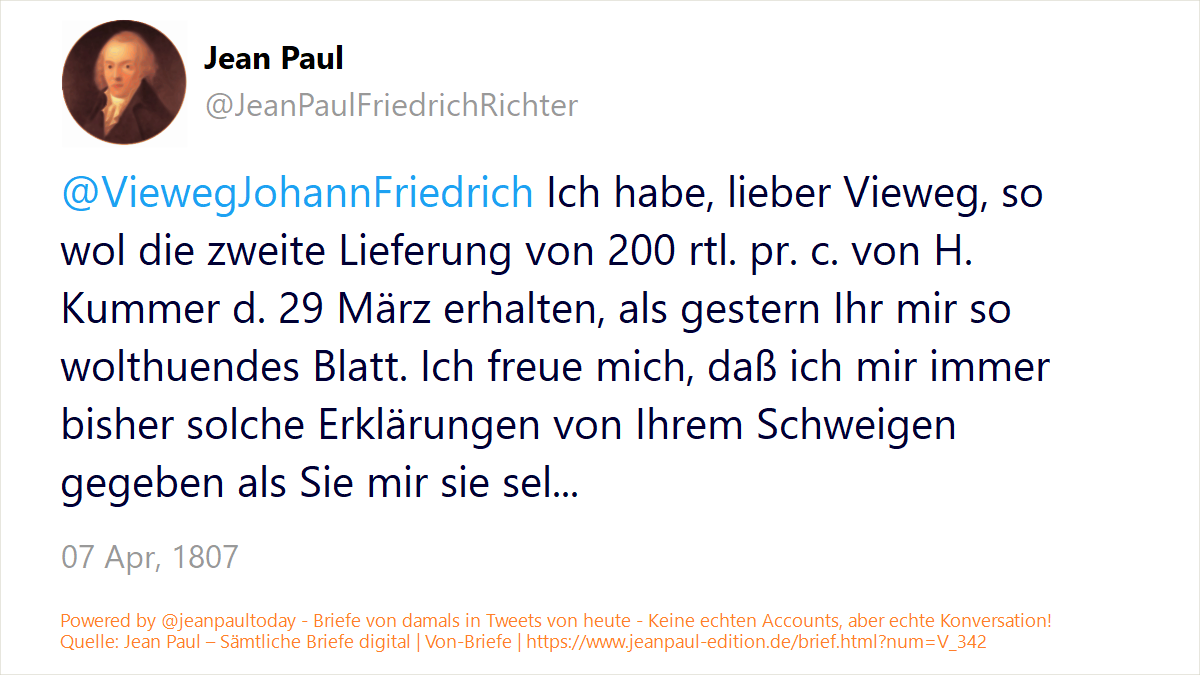 Jean Paul
@JeanPaulFriedrichRichter
@ViewegJohannFriedrich Ich habe, lieber Vieweg, so
wol die zweite Lieferung von 200 rtl. pr. c. von H.
Kummer d. 29 März erhalten, als gestern Ihr mir so
wolthuendes Blatt. Ich freue mich, daß ich mir immer
bisher solche Erklärungen von Ihrem Schweigen
gegeben als Sie mir sie sel...
07 Apr, 1807
Powered by @jeanpaultoday - Briefe von damals in Tweets von heute - Keine echten Accounts, aber echte Konversation!
Quelle: Jean Paul – Sämtliche Briefe digital | Von-Briefe | https://www.jeanpaul-edition.de/brief.html?num=V_342